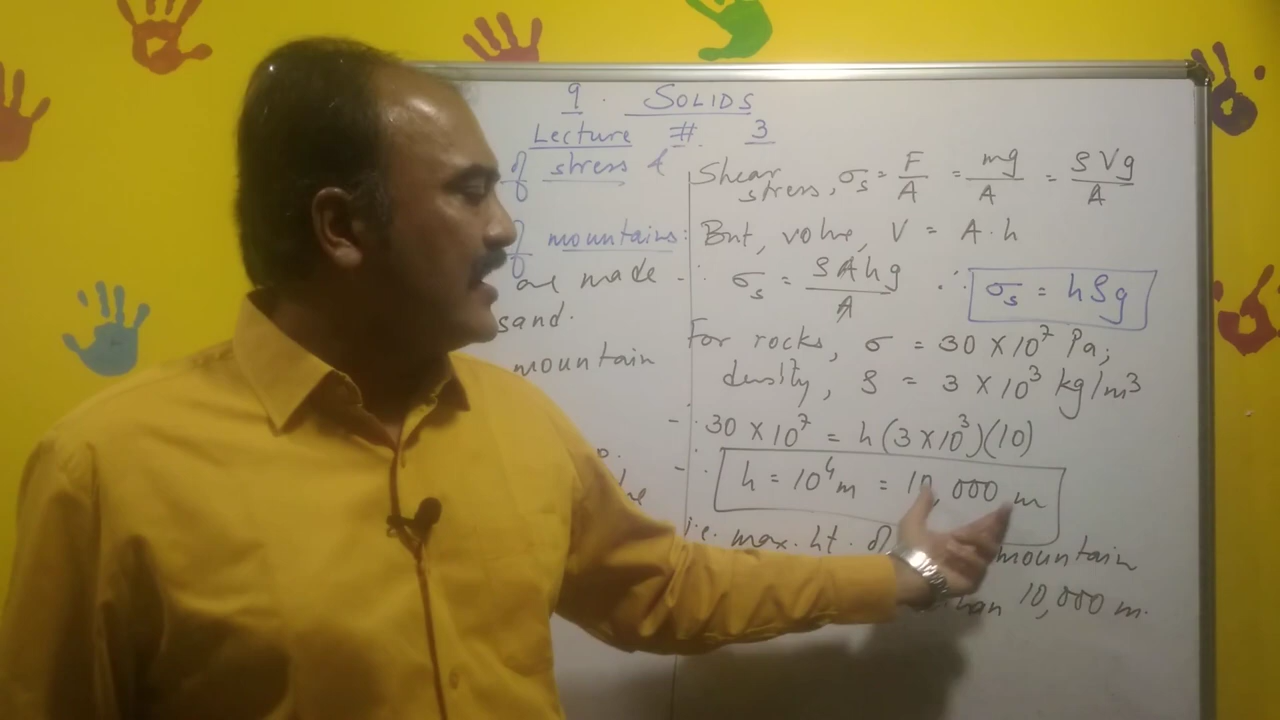 9. SOLIDS
Lecture # 3
of stress &
of mountains:
are made
sand.
mountain
Shear stress, σs = F/A = mg/A = ρVg/A
But, volme, V = A·h
∴ σs = ρAhg/A ∴ σs = hρg
For rocks, σ = 30 × 10⁷ Pa;
density, ρ = 3 × 10³ kg/m³
∴ 30 × 10⁷ = h(3 × 10³)(10)
∴ h = 10⁴ m = 10,000 m
i.e. max. ht. of mountain
than 10,000 m.